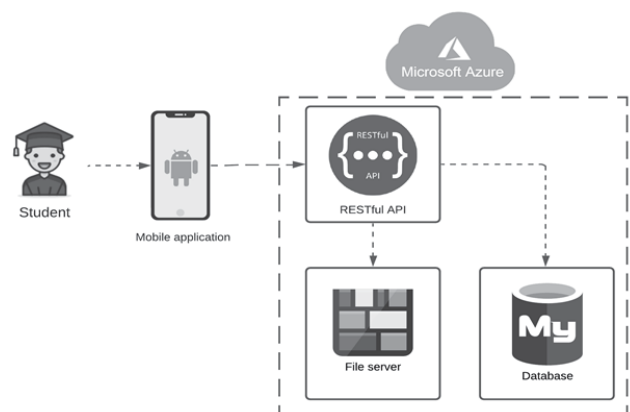 Microsoft Azure
RESTful
API
RESTful API
Student
Mobile application
File server
My
Database